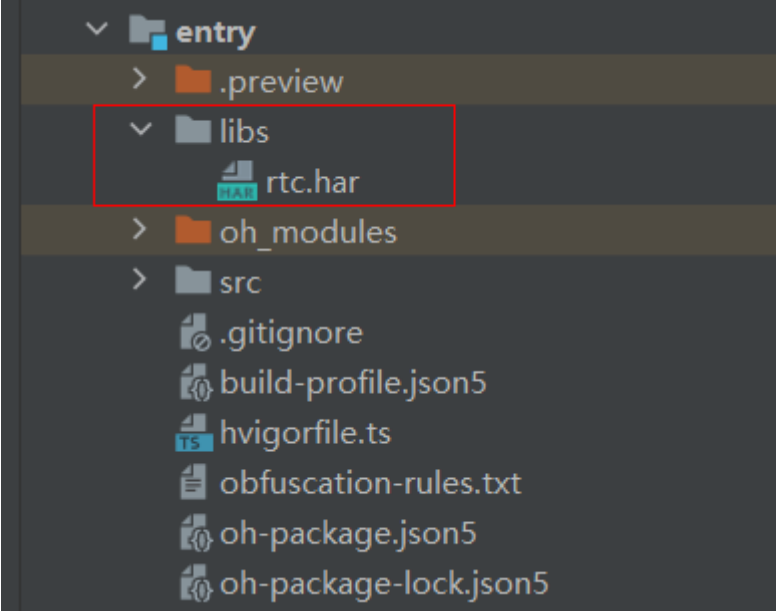 entry
.preview
libs
HAR rtc.har
oh_modules
src
.gitignore
build-profile.json5
TS hvigorfile.ts
obfuscation-rules.txt
oh-package.json5
oh-package-lock.json5